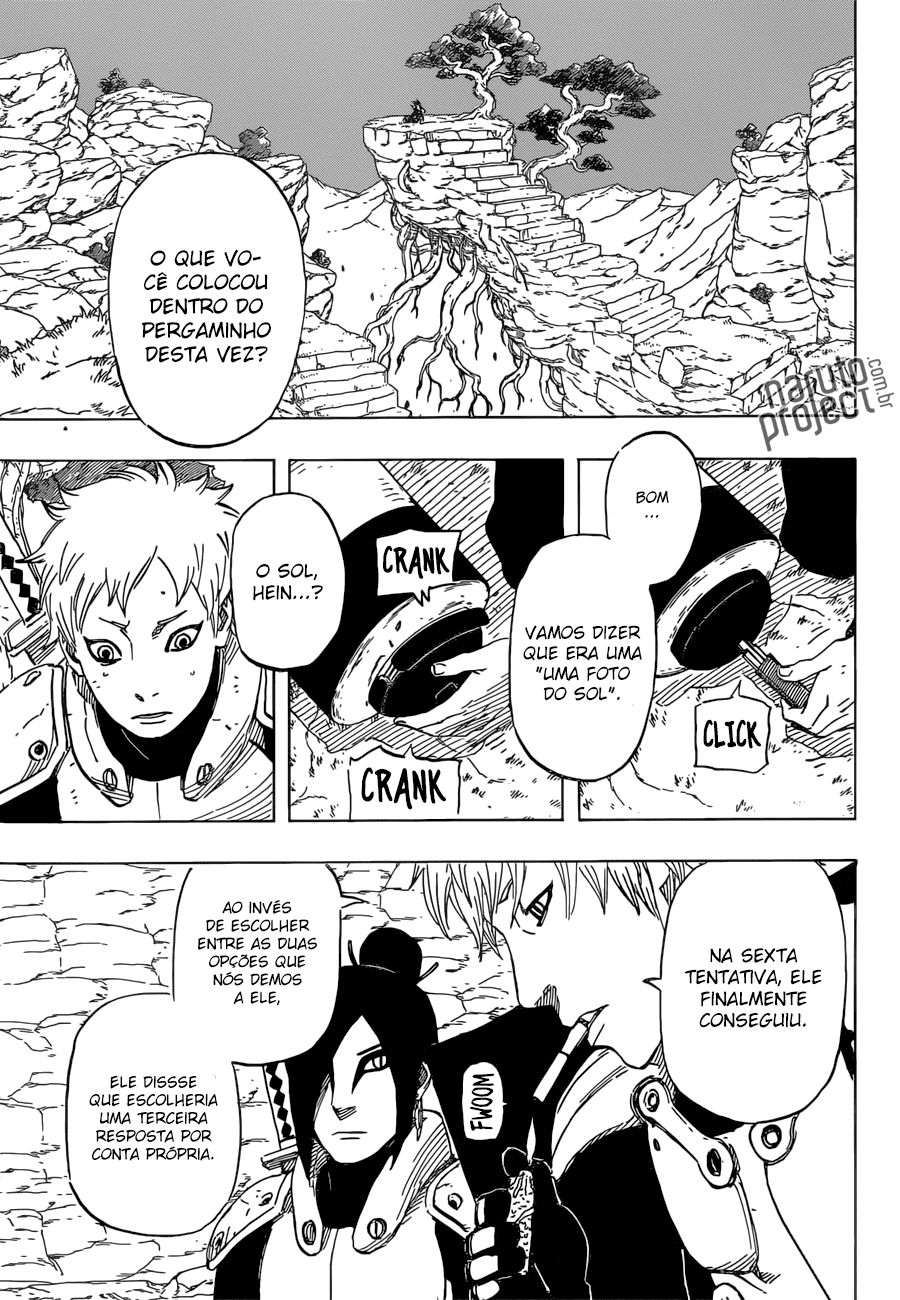 O QUE VO-
CÊ COLOCOU
DENTRO DO
PERGAMINHO
DESTA VEZ?
naruto
project
.com.br
BOM
...
VAMOS DIZER
QUE ERA UMA
"UMA FOTO
DO SOL".
CLICK
CRANK
CRANK
O SOL,
HEIN...?
NA SEXTA
TENTATIVA, ELE
FINALMENTE
CONSEGUIU.
FWOOM
AO INVÉS
DE ESCOLHER
ENTRE AS DUAS
OPÇÕES QUE
NÓS DEMOS
A ELE,
ELE DISSSE
QUE ESCOLHERIA
UMA TERCEIRA
RESPOSTA POR
CONTA PRÓPRIA.